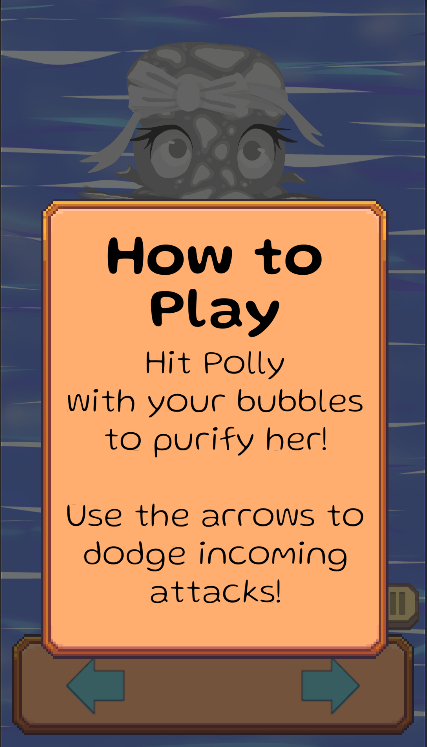 How to
Play
Hit Polly
with your bubbles
to purify her!
Use the arrows to
dodge incoming
attacks!